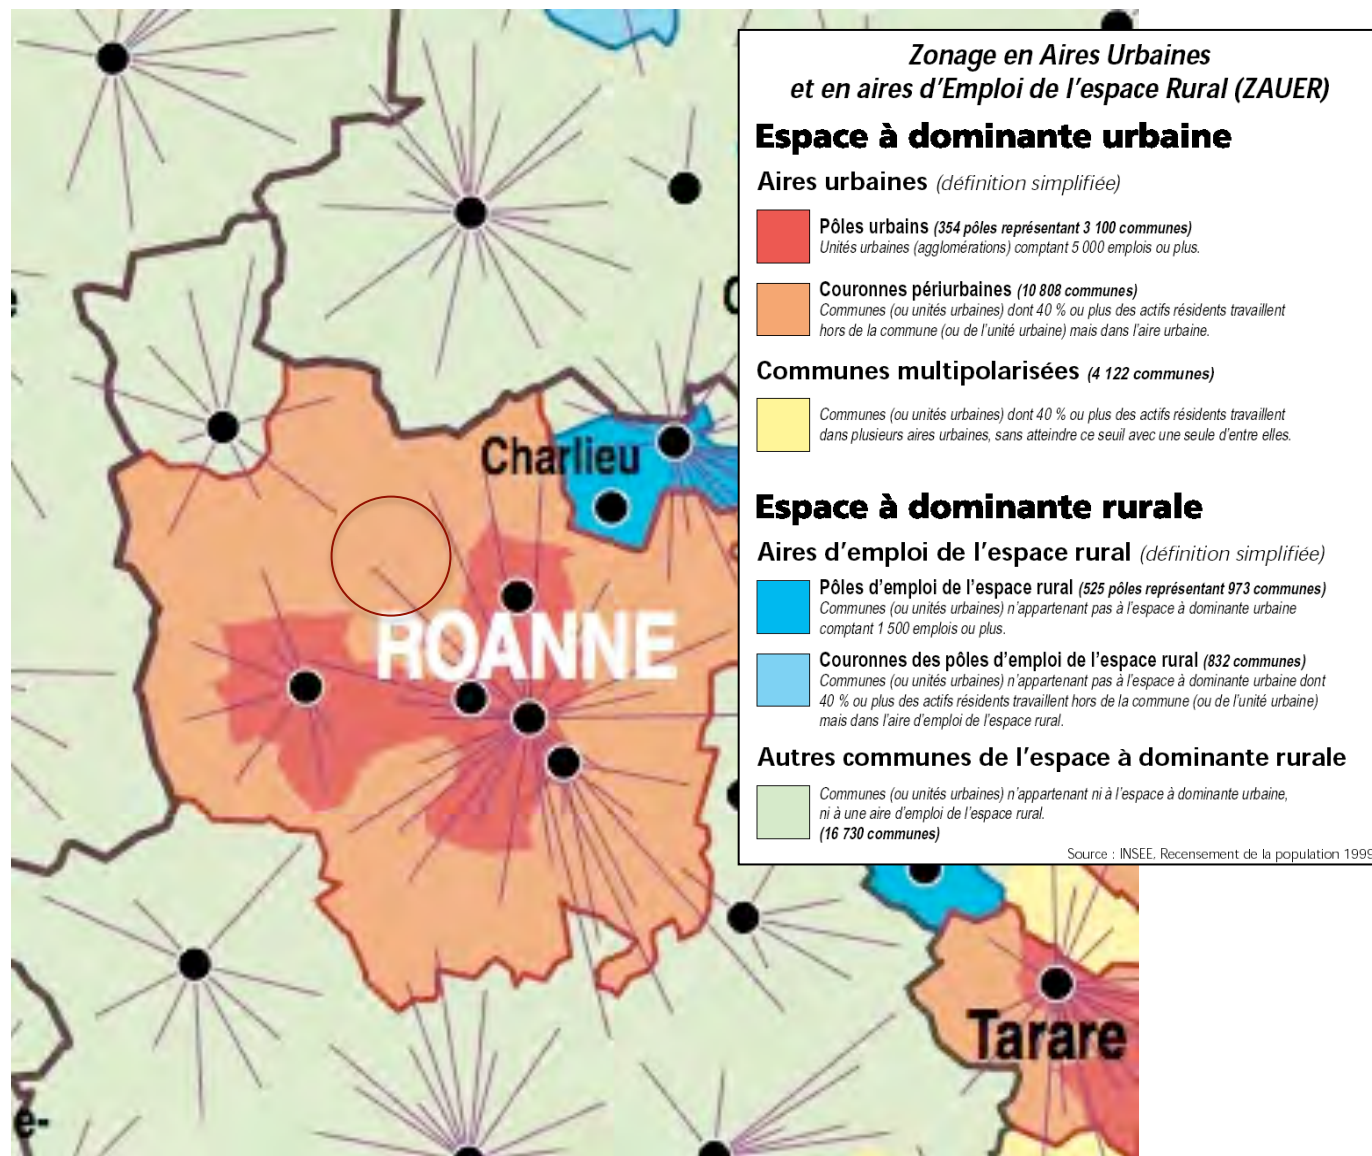 Zonage en Aires Urbaines
et en aires d'Emploi de l'espace Rural (ZAUER)
Espace à dominante urbaine
Aires urbaines (définition simplifiée)
Pôles urbains (354 pôles représentant 3 100 communes)
Unités urbaines (agglomérations) comptant 5 000 emplois ou plus.
Couronnes périurbaines (10 808 communes)
Communes (ou unités urbaines) dont 40 % ou plus des actifs résidents travaillent
hors de la commune (ou de l'unité urbaine) mais dans l'aire urbaine.
Communes multipolarisées (4 122 communes)
Communes (ou unités urbaines) dont 40 % ou plus des actifs résidents travaillent
dans plusieurs aires urbaines, sans atteindre ce seuil avec une seule d'entre elles.
Espace à dominante rurale
Aires d'emploi de l'espace rural (définition simplifiée)
Pôles d'emploi de l'espace rural (525 pôles représentant 973 communes)
Communes (ou unités urbaines) n'appartenant pas à l'espace à dominante urbaine
comptant 1 500 emplois ou plus.
Couronnes des pôles d'emploi de l'espace rural (832 communes)
Communes (ou unités urbaines) n'appartenant pas à l'espace à dominante urbaine dont
40 % ou plus des actifs résidents travaillent hors de la commune (ou de l'unité urbaine)
mais dans l'aire d'emploi de l'espace rural.
Autres communes de l'espace à dominante rurale
Communes (ou unités urbaines) n'appartenant ni à l'espace à dominante urbaine,
ni à une aire d'emploi de l'espace rural.
(16 730 communes)
Source : INSEE, Recensement de la population 1999
Charlieu
ROANNE
Tarare
e-